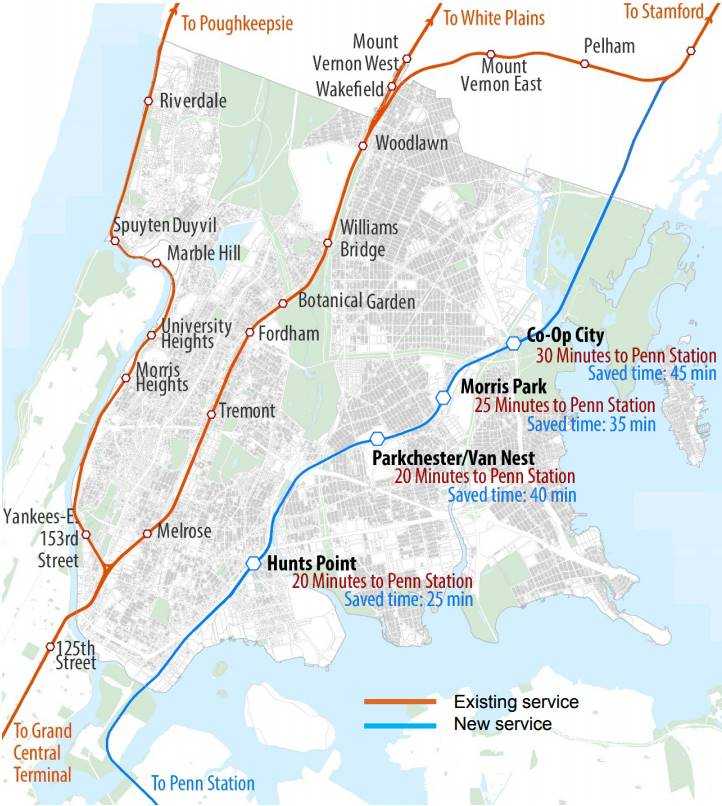 To Poughkeepsie
To White Plains
To Stamford
Mount
Vernon West
Pelham
Mount
Vernon East
Wakefield
Riverdale
Woodlawn
Spuyten Duyvil
Williams
Bridge
Marble Hill
Botanical Garden
University
Heights
Fordham
Co-Op City
30 Minutes to Penn Station
Saved time: 45 min
Morris
Heights
Morris Park
25 Minutes to Penn Station
Saved time: 35 min
Tremont
Parkchester/Van Nest
20 Minutes to Penn Station
Saved time: 40 min
Yankees-E.
153rd
Street
Melrose
Hunts Point
20 Minutes to Penn Station
Saved time: 25 min
125th
Street
Existing service
New service
To Grand
Central
Terminal
To Penn Station